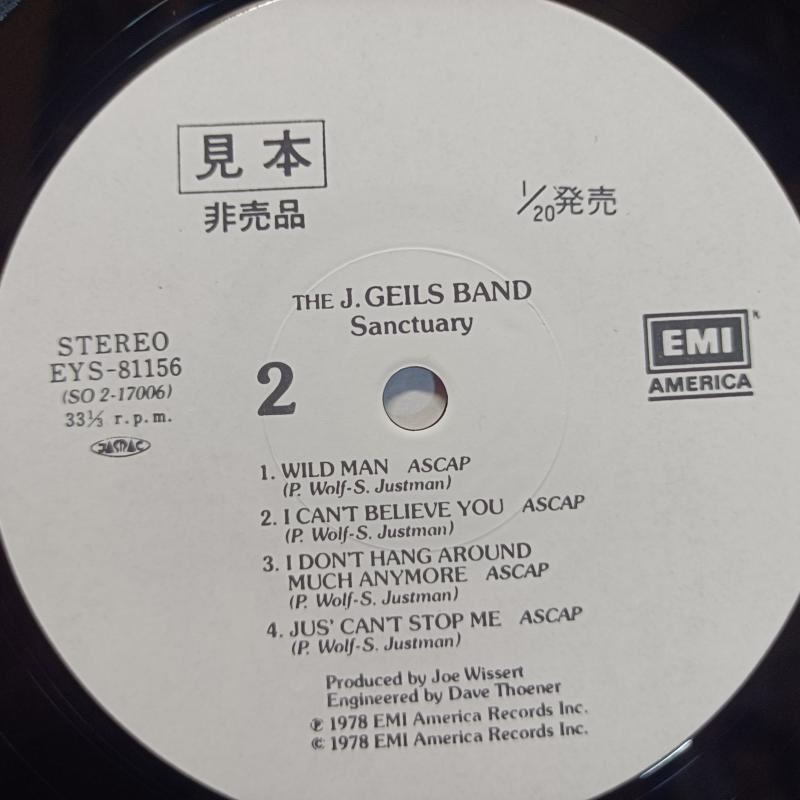 見本
非売品
1/20発売
THE J. GEILS BAND
Sanctuary
STEREO
EYS-81156
(SO 2-17006)
33⅓ r.p.m.
JASRAC
2
EMI
AMERICA
1. WILD MAN ASCAP
(P. Wolf-S. Justman)
2. I CAN'T BELIEVE YOU ASCAP
(P. Wolf-S. Justman)
3. I DON'T HANG AROUND
MUCH ANYMORE ASCAP
(P. Wolf-S. Justman)
4. JUS' CAN'T STOP ME ASCAP
(P. Wolf-S. Justman)
Produced by Joe Wissert
Engineered by Dave Thoener
℗ 1978 EMI America Records Inc.
© 1978 EMI America Records Inc.